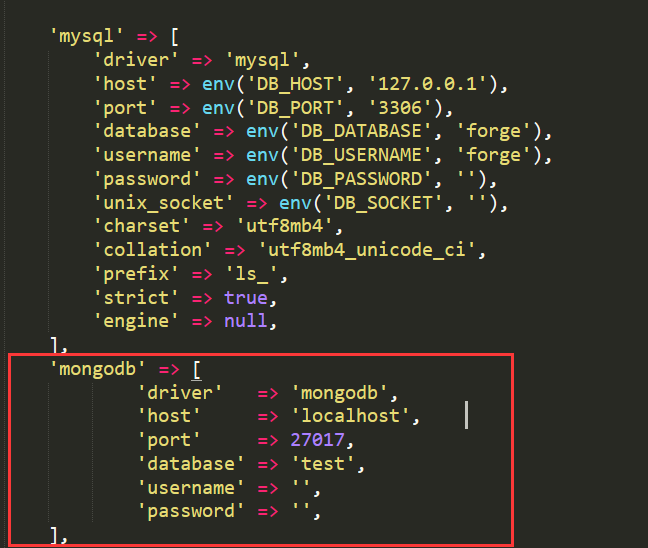 'mysql' => [
'driver' => 'mysql',
'host' => env('DB_HOST', '127.0.0.1'),
'port' => env('DB_PORT', '3306'),
'database' => env('DB_DATABASE', 'forge'),
'username' => env('DB_USERNAME', 'forge'),
'password' => env('DB_PASSWORD', ''),
'unix_socket' => env('DB_SOCKET', ''),
'charset' => 'utf8mb4',
'collation' => 'utf8mb4_unicode_ci',
'prefix' => 'ls_',
'strict' => true,
'engine' => null,
],
'mongodb' => [
'driver'   => 'mongodb',
'host'     => 'localhost',
'port'     => 27017,
'database' => 'test',
'username' => '',
'password' => '',
],